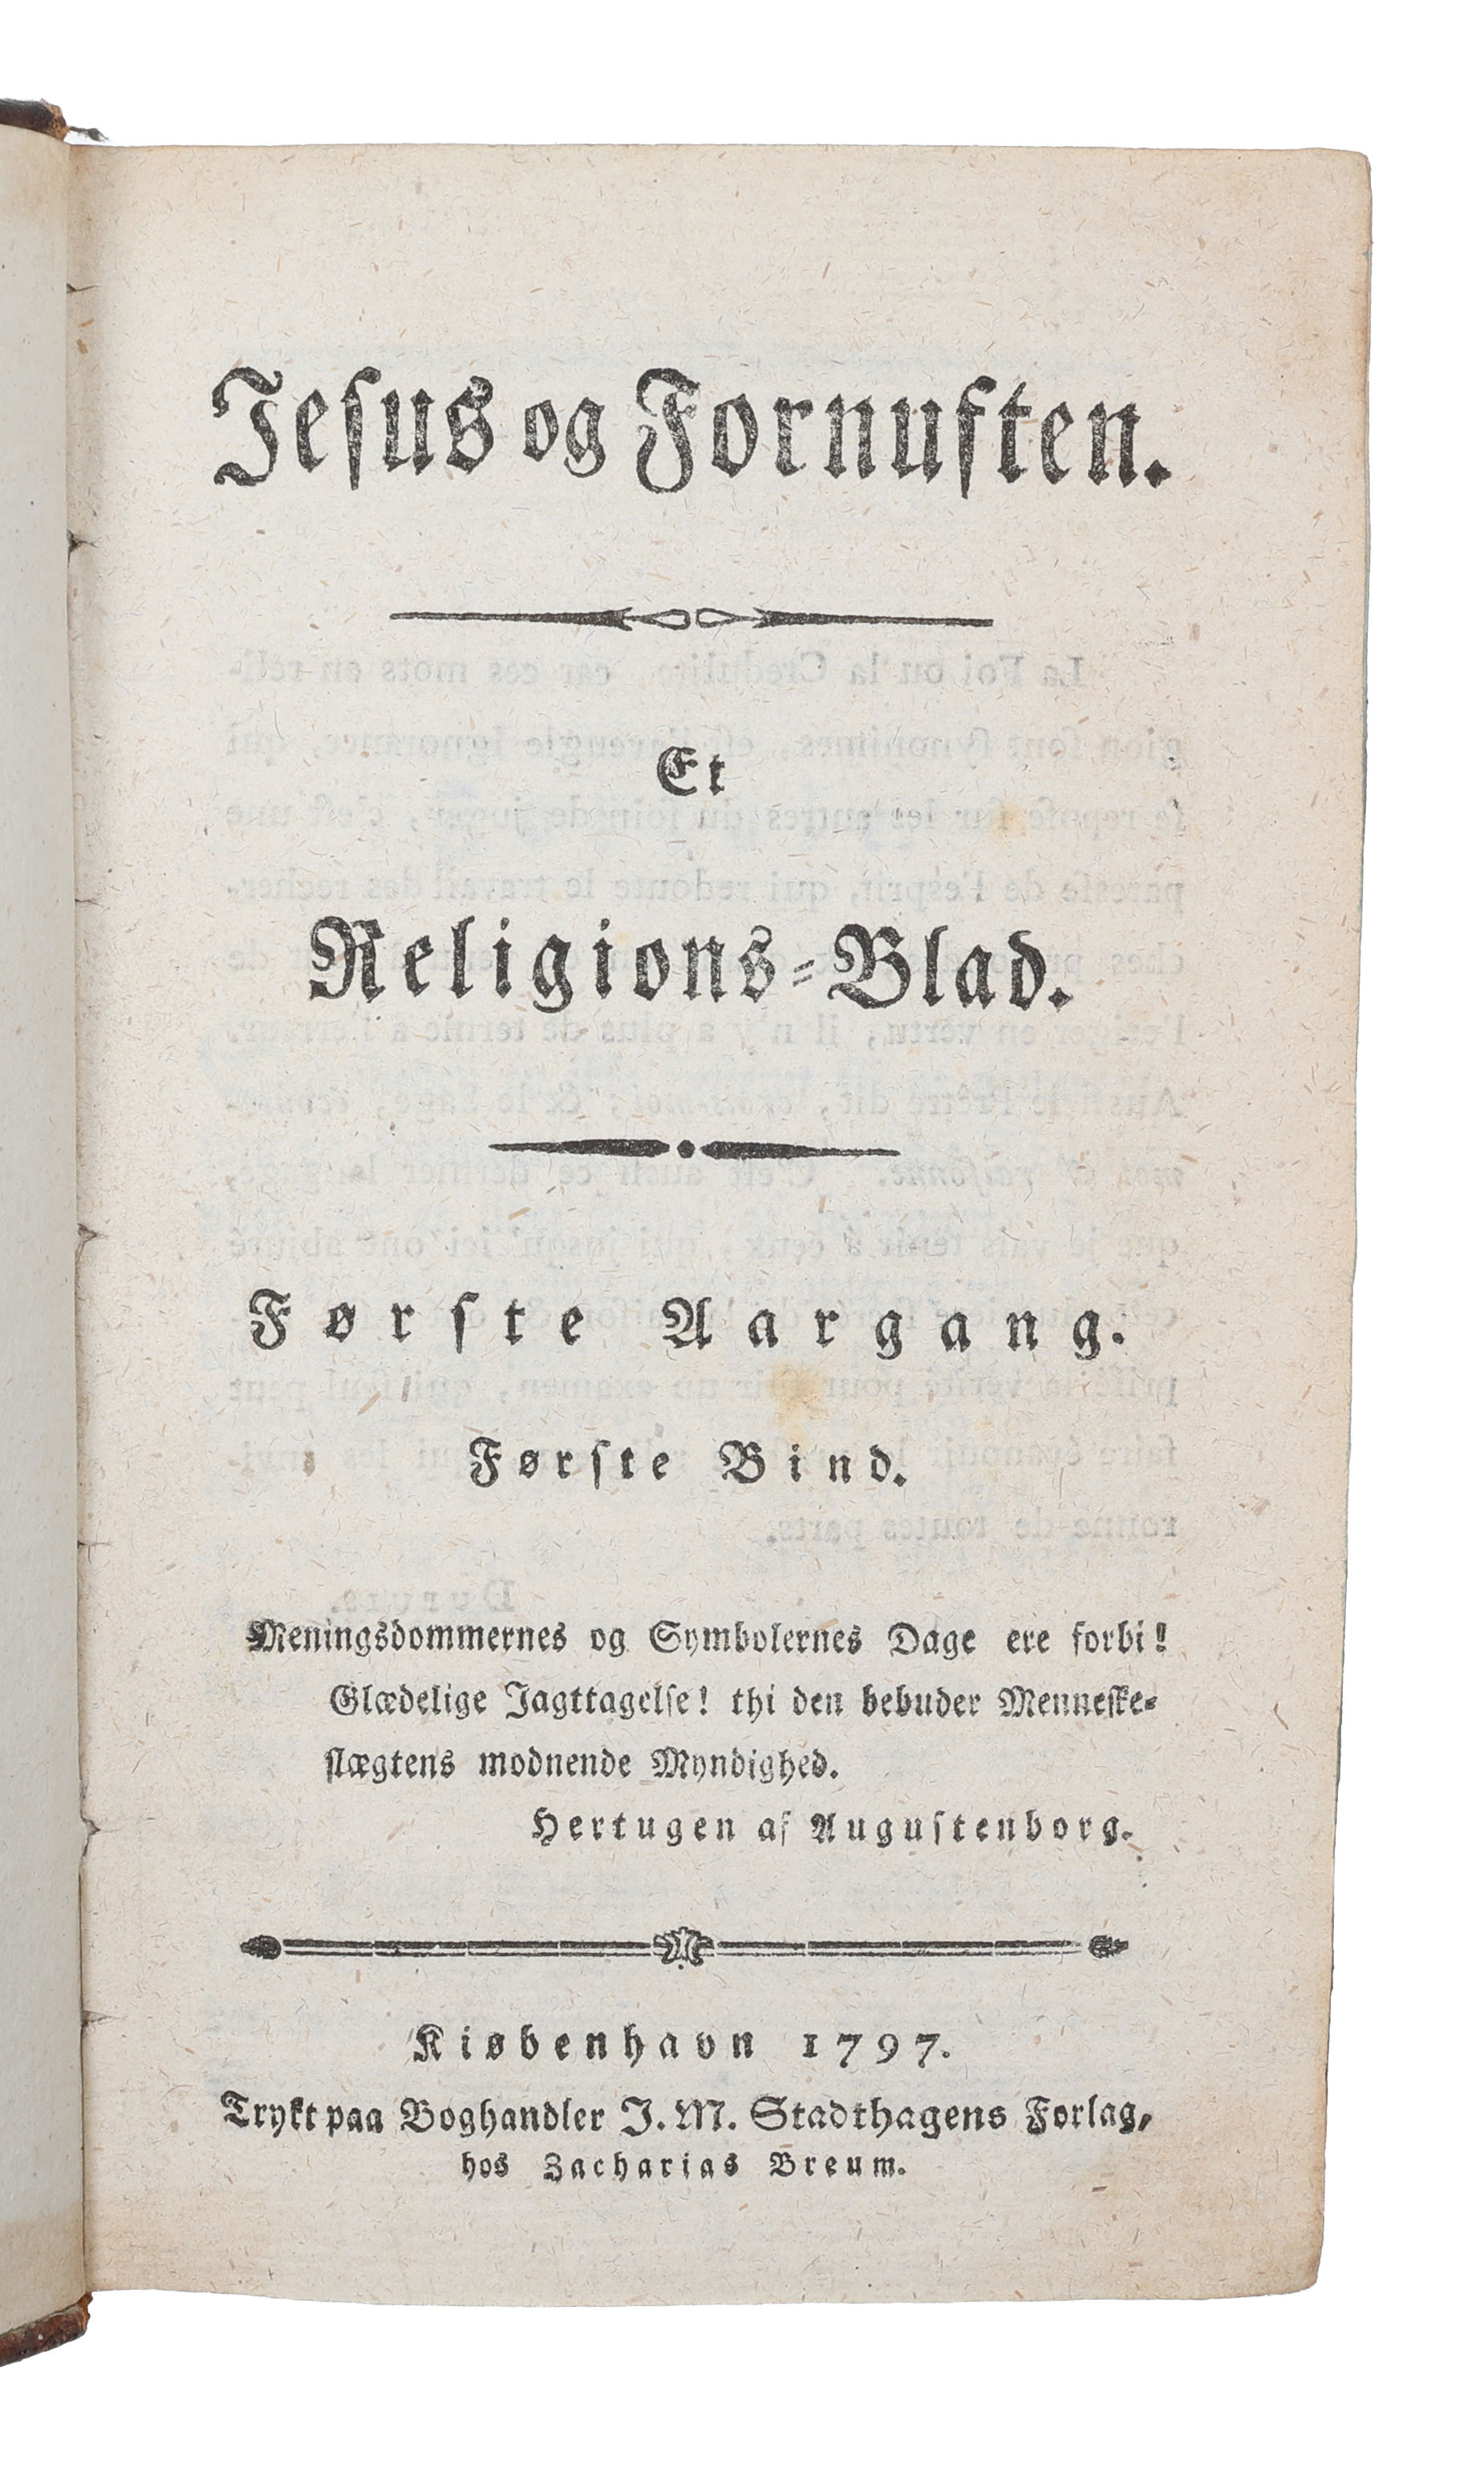 Jesus og Fornuften.
Et
Religions-Blad.
Første Aargang.
Første Bind.
Meningsdommernes og Symbolernes Dage ere forbi!
Glædelige Jagttagelse! thi den bebuder Menneske-
slægtens modnende Myndighed.
Hertugen af Augustenborg.
Kiøbenhavn 1797.
Trykt paa Boghandler J. M. Stadthagens Forlag,
hos Zacharias Breum.